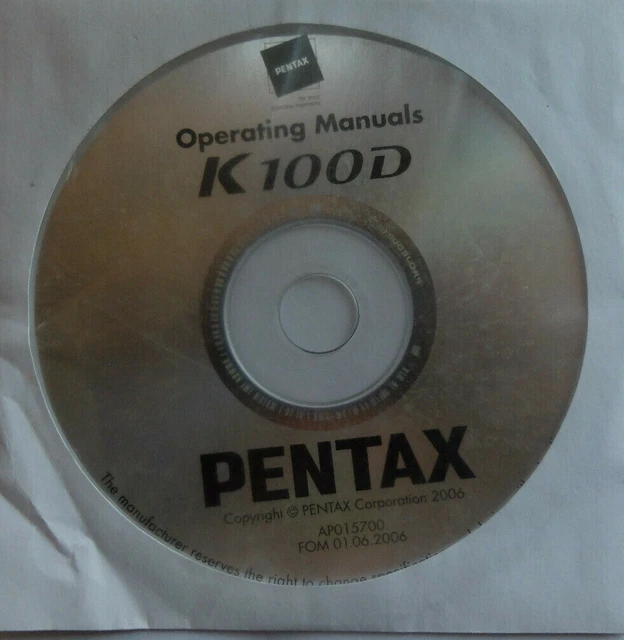 PENTAX
Operating Manuals
K100D
PENTAX
Copyright © PENTAX Corporation 2006
AP015700
FOM 01.06.2006
The manufacturer reserves the right to change